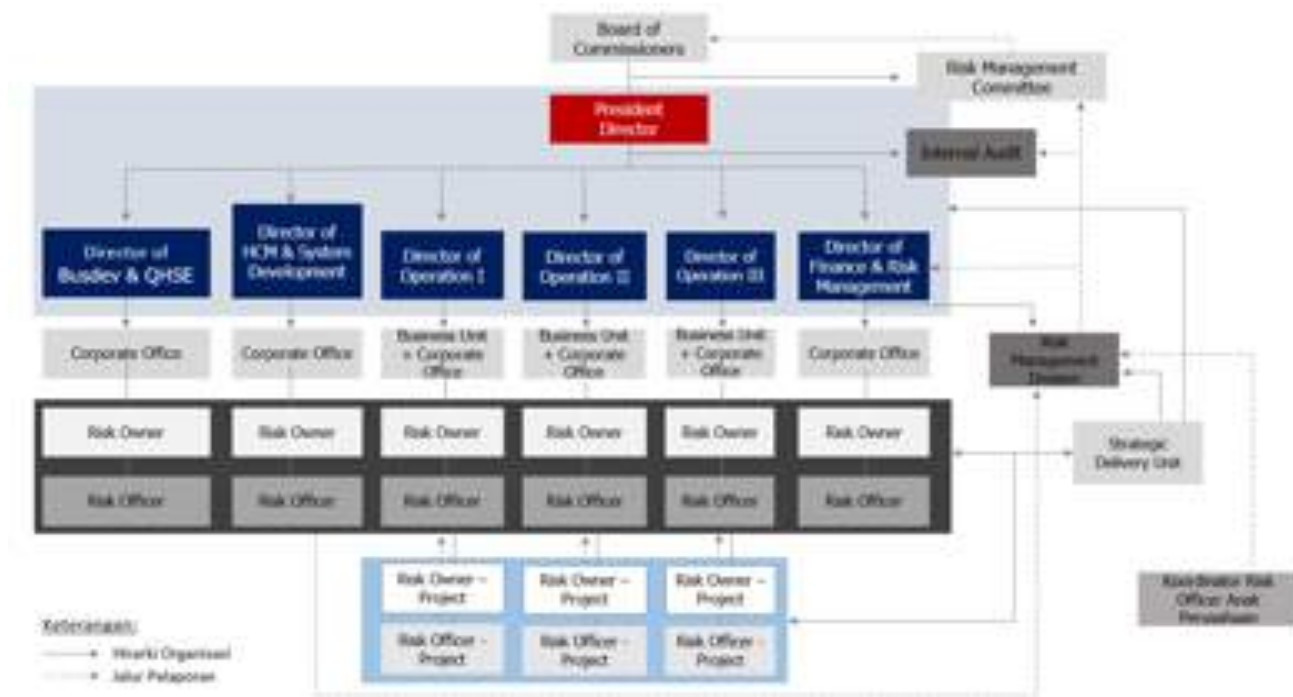 Board of
Commissioners
Risk Management
Committee
President
Director
Internal Audit
Director of
Busdev & QHSE
Director of
HCM & System
Development
Director of
Operation I
Director of
Operation II
Director of
Operation III
Director of
Finance & Risk
Management
Corporate Office
Corporate Office
Business Unit
+ Corporate
Office
Business Unit
+ Corporate
Office
Business Unit
+ Corporate
Office
Corporate Office
Risk
Management
Risk Owner
Risk Owner
Risk Owner
Risk Owner
Risk Owner
Risk Owner
Strategic
Delivery Unit
Risk Officer
Risk Officer
Risk Officer
Risk Officer
Risk Officer
Risk Officer
Risk Owner –
Project
Risk Owner –
Project
Risk Owner –
Project
Risk Officer -
Project
Risk Officer -
Project
Risk Officer -
Project
Koordinator Risk
Officer Anak
Perusahaan
Keterangan:
Hirarki Organisasi
Jalur Pelaporan